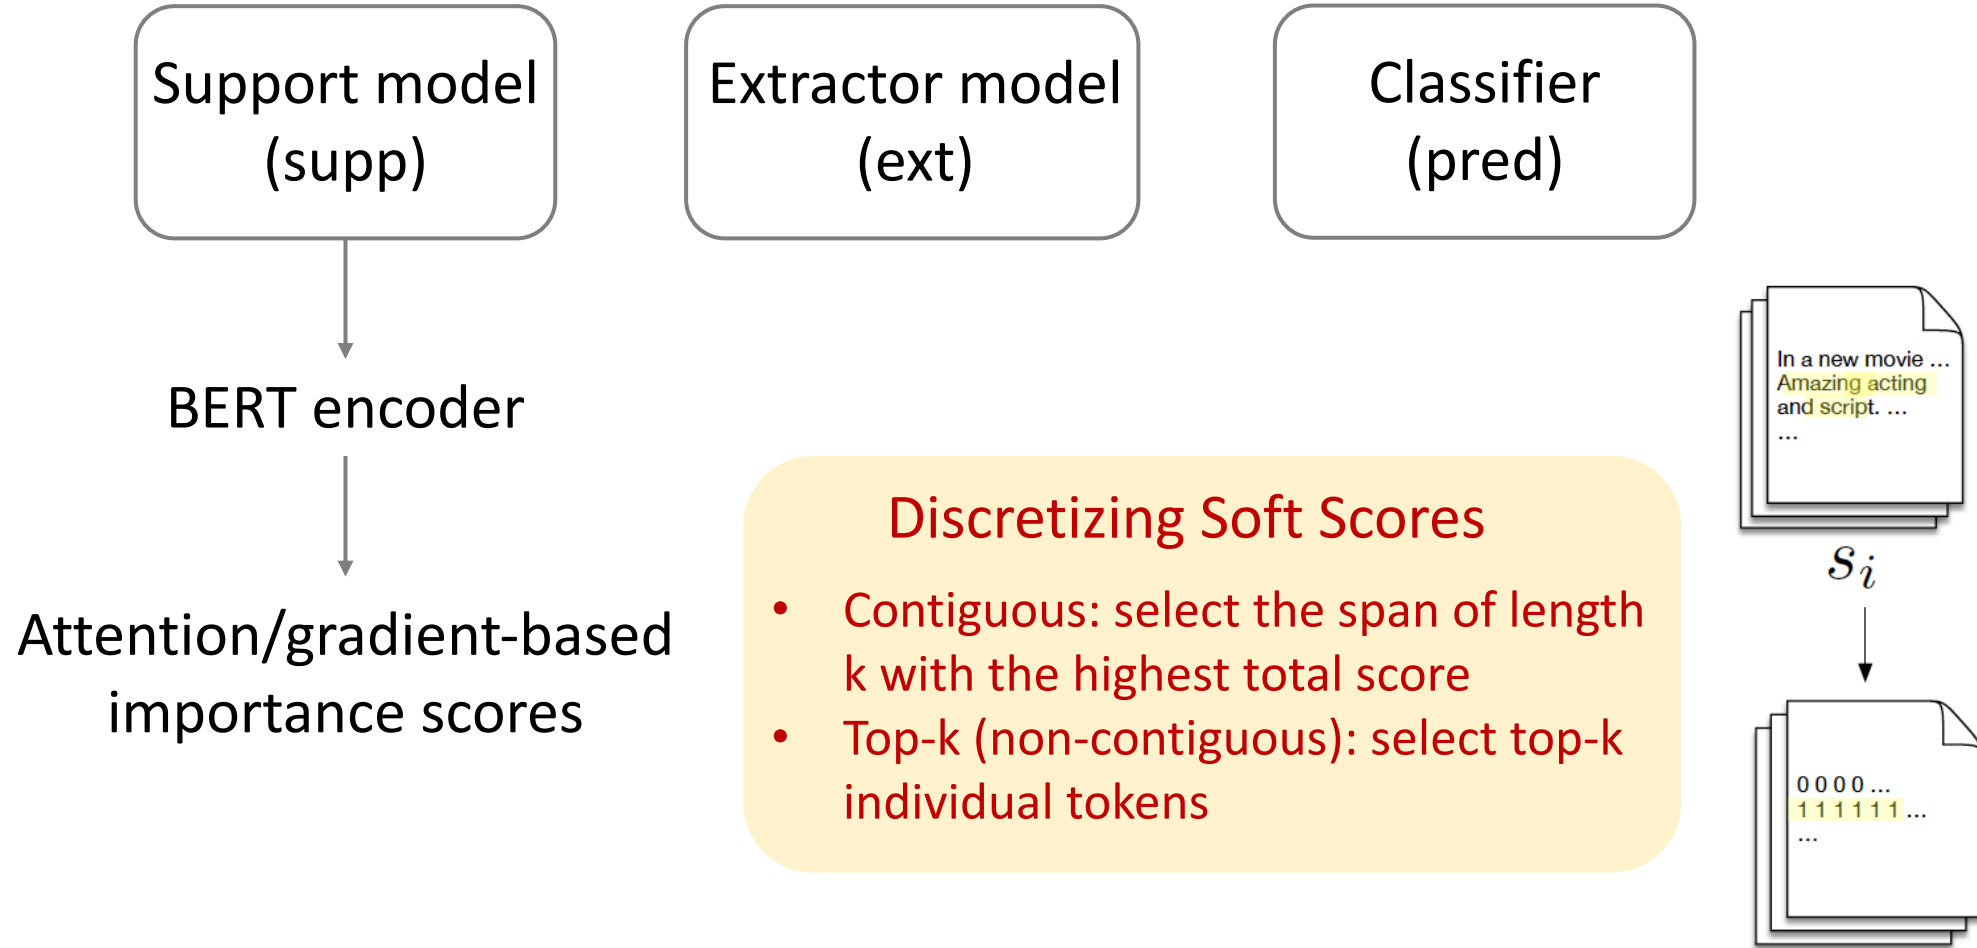 Support model
(supp)
Extractor model
(ext)
Classifier
(pred)
BERT encoder
Attention/gradient-based
importance scores
Discretizing Soft Scores
• Contiguous: select the span of length
k with the highest total score
• Top-k (non-contiguous): select top-k
individual tokens
In a new movie ...
Amazing acting
and script. ...
...
s_i
0 0 0 0 ...
1 1 1 1 1 1 ...
...